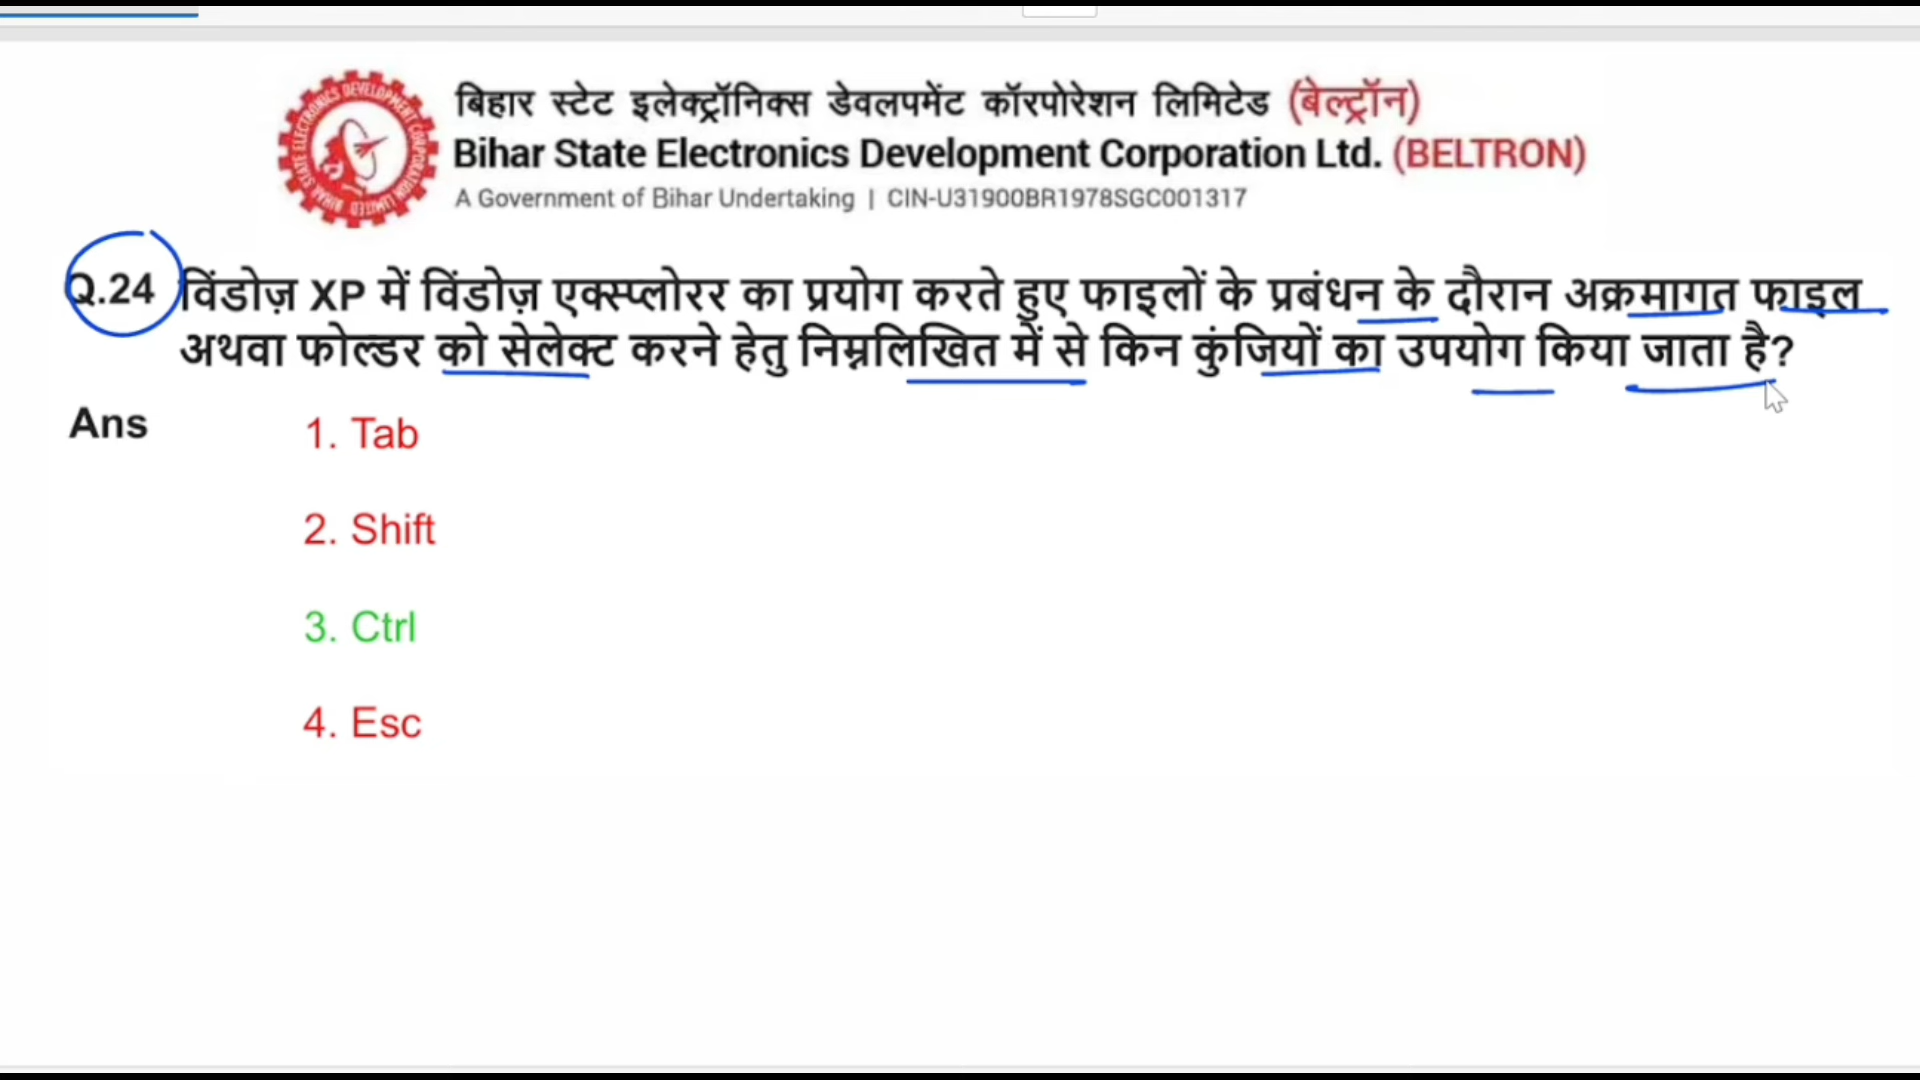 बिहार स्टेट इलेक्ट्रॉनिक्स डेवलपमेंट कॉरपोरेशन लिमिटेड (बेल्ट्रॉन)
Bihar State Electronics Development Corporation Ltd. (BELTRON)
A Government of Bihar Undertaking | CIN-U31900BR1978SGC001317
Q.24 विंडोज़ XP में विंडोज़ एक्स्प्लोरर का प्रयोग करते हुए फाइलों के प्रबंधन के दौरान अक्रमागत फाइल
अथवा फोल्डर को सेलेक्ट करने हेतु निम्नलिखित में से किन कुंजियों का उपयोग किया जाता है?
Ans
1. Tab
2. Shift
3. Ctrl
4. Esc